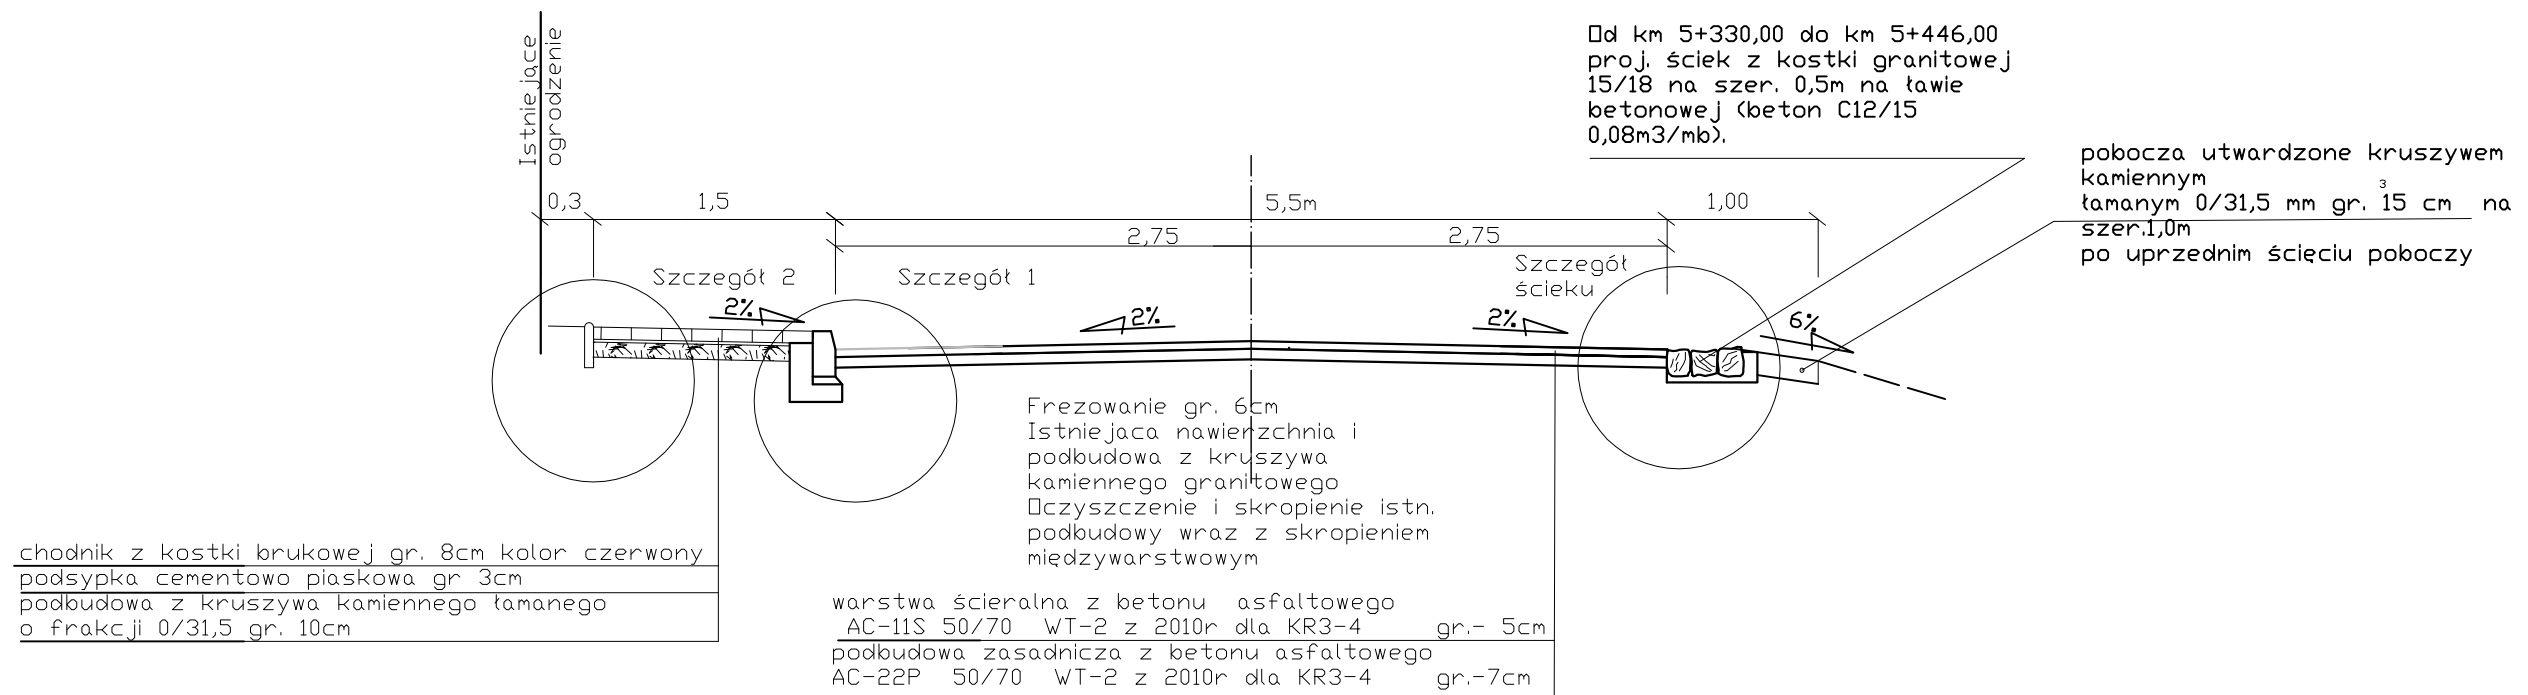 Istniejące
ogrodzenie
Od km 5+330,00 do km 5+446,00
proj. ściek z kostki granitowej
15/18 na szer. 0,5m na ławie
betonowej (beton C12/15
0,08m3/mb).
pobocza utwardzone kruszywem
kamiennym
3
łamanym 0/31,5 mm gr. 15 cm na
szer.1,0m
po uprzednim ścięciu poboczy
0,3
1,5
5,5m
1,00
2,75
2,75
Szczegół 2
Szczegół 1
Szczegół
ścieku
2%
2%
2%
6%
Frezowanie gr. 6cm
Istniejaca nawierzchnia i
podbudowa z kruszywa
kamiennego granitowego
Oczyszczenie i skropienie istn.
podbudowy wraz z skropieniem
międzywarstwowym
chodnik z kostki brukowej gr. 8cm kolor czerwony
podsypka cementowo piaskowa gr 3cm
podbudowa z kruszywa kamiennego łamanego
o frakcji 0/31,5 gr. 10cm
warstwa ścieralna z betonu asfaltowego
AC-11S 50/70 WT-2 z 2010r dla KR3-4 gr.- 5cm
podbudowa zasadnicza z betonu asfaltowego
AC-22P 50/70 WT-2 z 2010r dla KR3-4 gr.-7cm